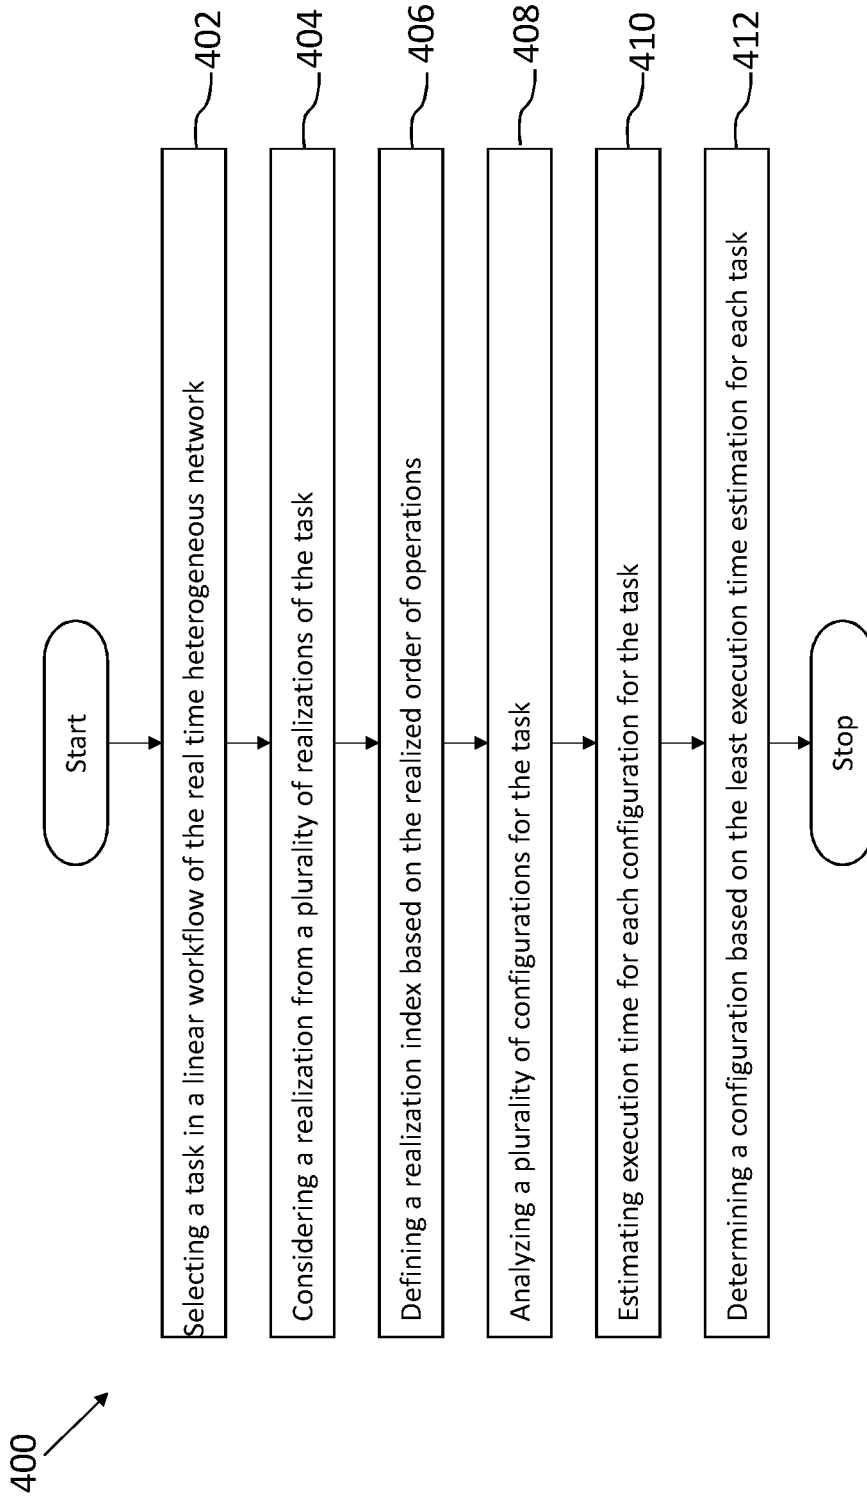 400
Start
Selecting a task in a linear workflow of the real time heterogeneous network
402
Considering a realization from a plurality of realizations of the task
404
Defining a realization index based on the realized order of operations
406
Analyzing a plurality of configurations for the task
408
Estimating execution time for each configuration for the task
410
Determining a configuration based on the least execution time estimation for each task
412
Stop